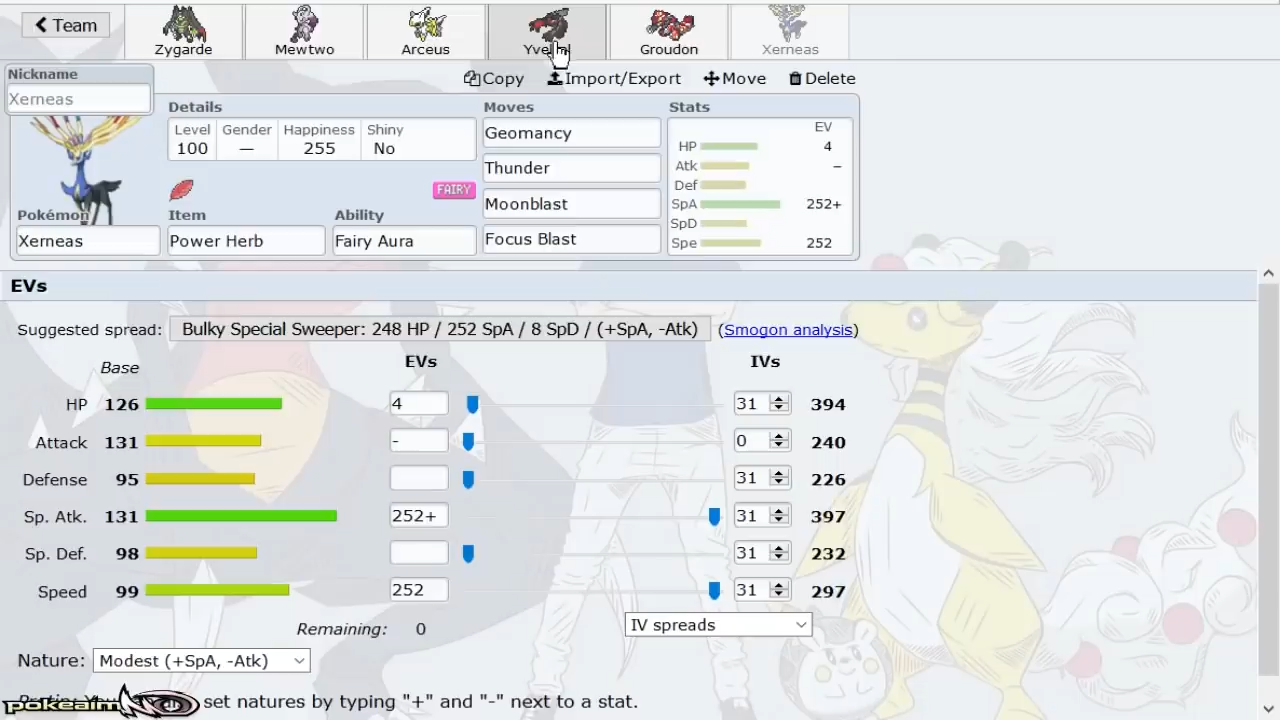 Team
Zygarde
Mewtwo
Arceus
Groudon
Xerneas
Nickname
Xerneas
Copy
Import/Export
Move
Delete
Details
Moves
Stats
Level
Gender
Happiness
Shiny
100
—
255
No
Geomancy
Thunder
Moonblast
Focus Blast
EV
HP 4
Atk –
Def
SpA 252+
SpD
Spe 252
FAIRY
Pokémon
Item
Ability
Xerneas
Power Herb
Fairy Aura
EVs
Suggested spread: Bulky Special Sweeper: 248 HP / 252 SpA / 8 SpD / (+SpA, -Atk) (Smogon analysis)
Base EVs IVs
HP 126 4 31 394
Attack 131 - 0 240
Defense 95 31 226
Sp. Atk. 131 252+ 31 397
Sp. Def. 98 31 232
Speed 99 252 31 297
Remaining: 0
IV spreads
Nature: Modest (+SpA, -Atk)
set natures by typing "+" and "-" next to a stat.
pokeaim